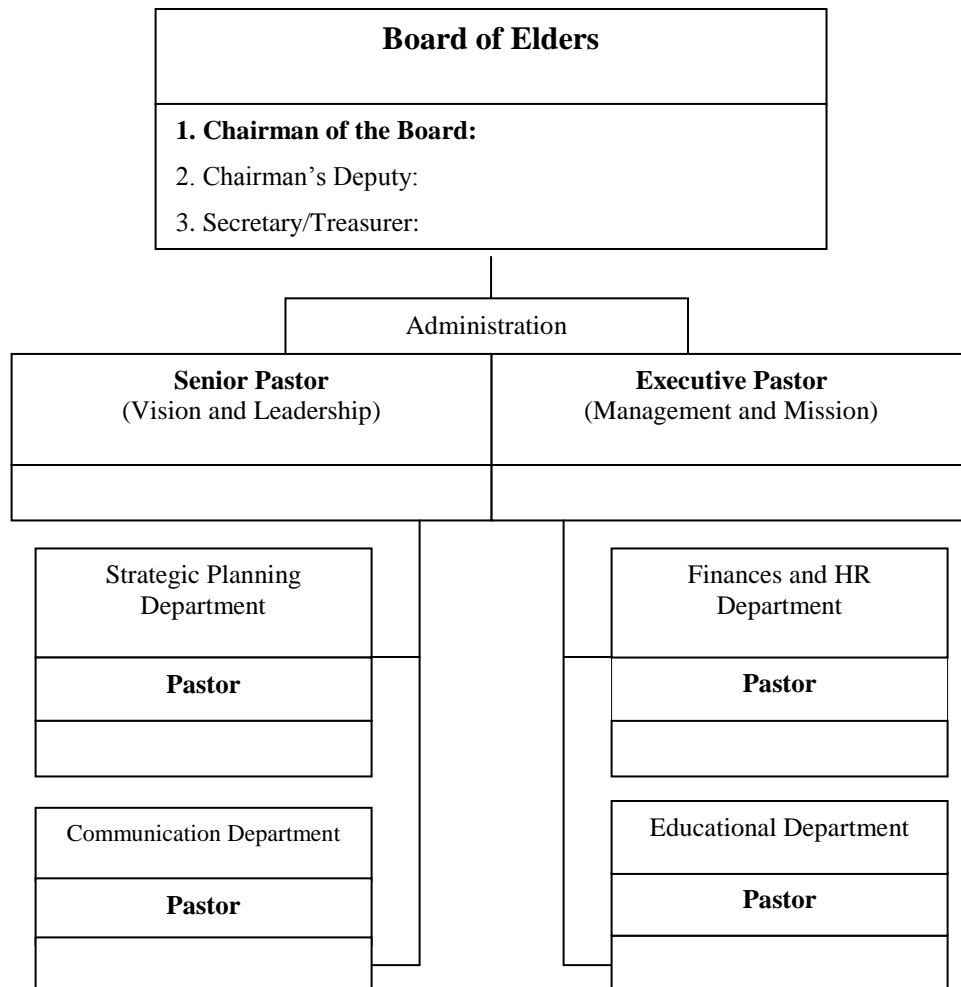 Board of Elders
1. Chairman of the Board:
2. Chairman’s Deputy:
3. Secretary/Treasurer:
Administration
Senior Pastor
(Vision and Leadership)
Executive Pastor
(Management and Mission)
Strategic Planning
Department
Pastor
Finances and HR
Department
Pastor
Communication Department
Pastor
Educational Department
Pastor